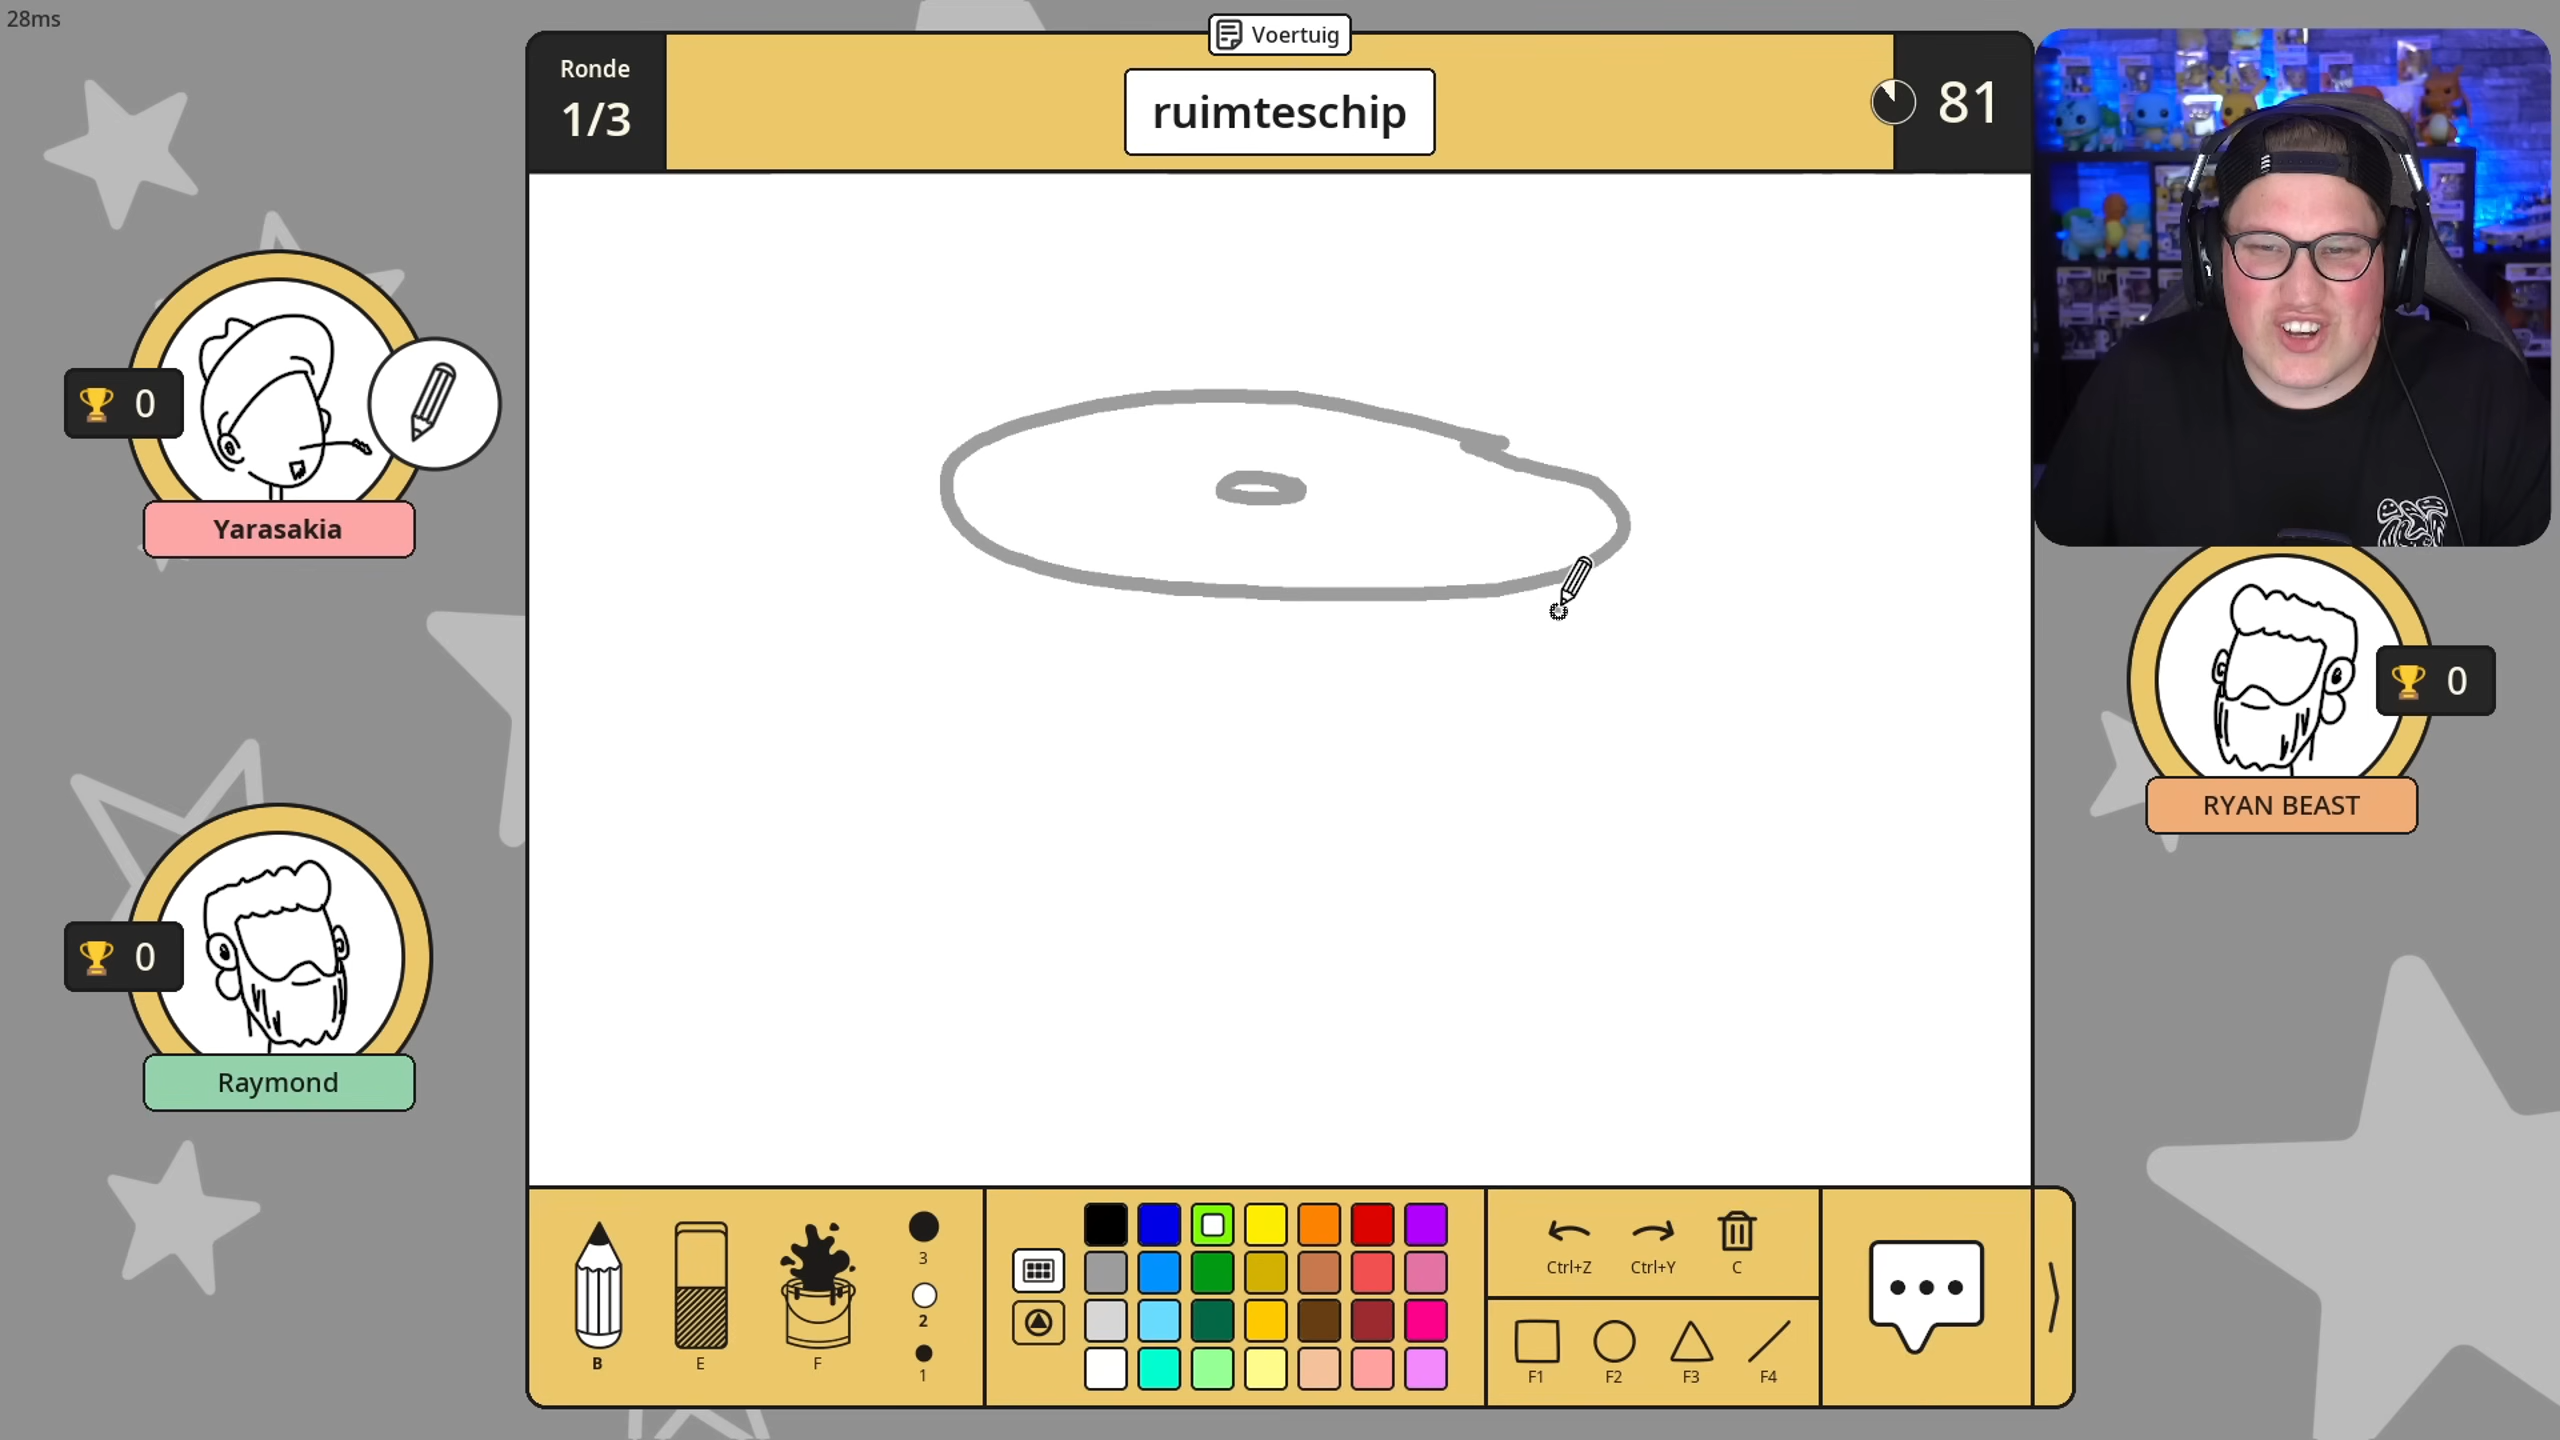 28ms
Voertuig
Ronde
1/3
ruimteschip
81
0
Yarasakia
0
RYAN BEAST
0
Raymond
3
2
1
B
E
F
Ctrl+Z
Ctrl+Y
C
F1
F2
F3
F4